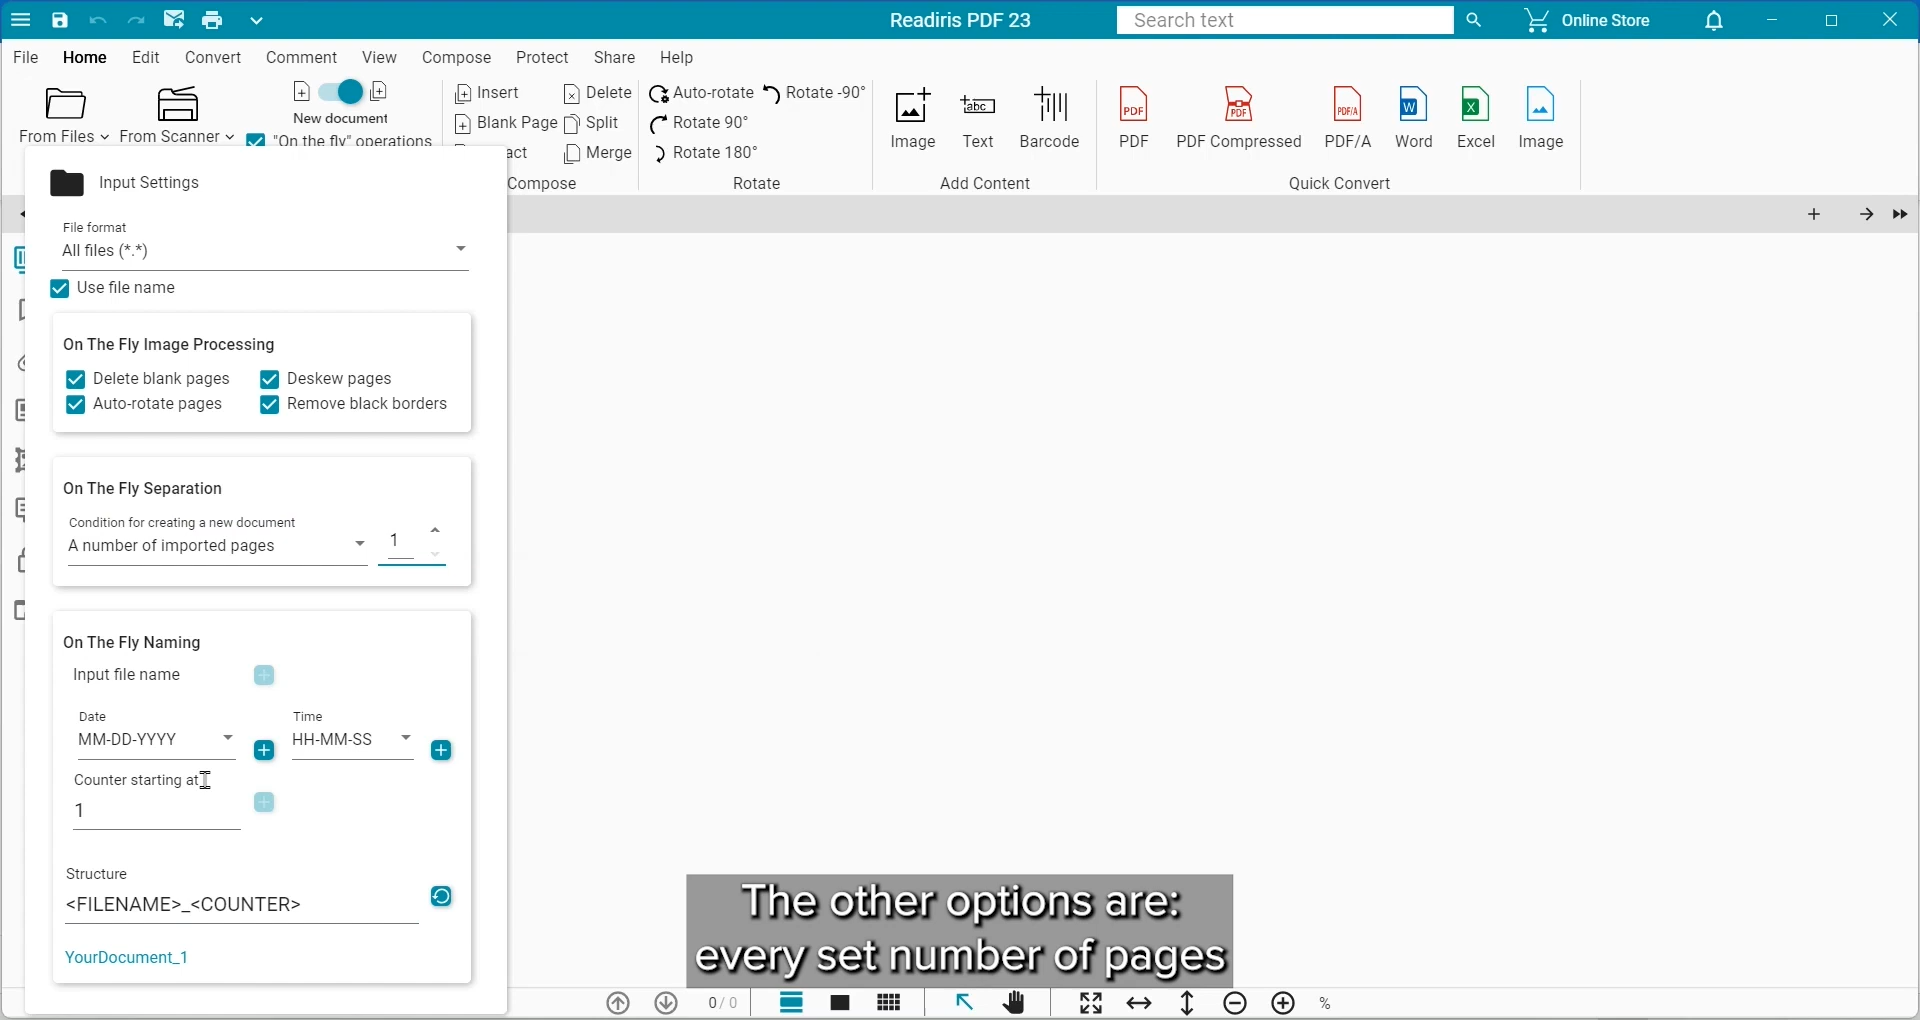 Readiris PDF 23
Search text
Online Store
File Home Edit Convert Comment View Compose Protect Share Help
From Files
From Scanner
New document
"On the fly" operations
Insert
Delete
Blank Page
Split
act
Merge
Compose
Auto-rotate
Rotate -90°
Rotate 90°
Rotate 180°
Rotate
Image
abc
Text
Barcode
Add Content
PDF
PDF
PDF
PDF Compressed
PDF/A
PDF/A
W
Word
X
Excel
Image
Quick Convert
Input Settings
File format
All files (*.*)
Use file name
On The Fly Image Processing
Delete blank pages
Deskew pages
Auto-rotate pages
Remove black borders
On The Fly Separation
Condition for creating a new document
A number of imported pages
1
On The Fly Naming
Input file name
Date
MM-DD-YYYY
Time
HH-MM-SS
Counter starting at
1
Structure
<FILENAME>_<COUNTER>
YourDocument_1
The other options are:
every set number of pages
0 / 0
%